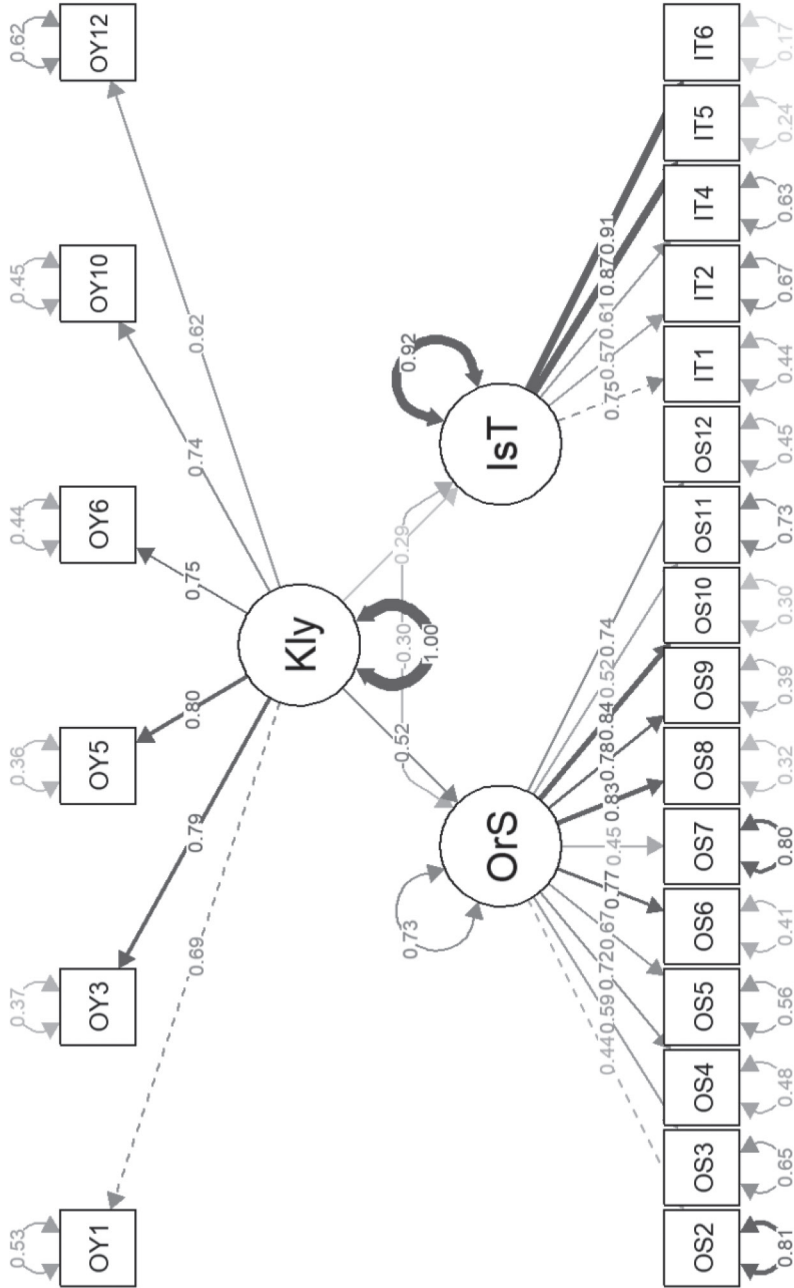 0.53 0.37 0.36 0.44 0.45 0.62
OY1 OY3 OY5 OY6 OY10 OY12
0.69 0.79 0.80 0.75 0.74 0.62
Kly
-0.52 -0.30 0.29
1.00
0.73 0.92
OrS IsT
0.44 0.59 0.72 0.67 0.77 0.45 0.83 0.78 0.84 0.52 0.74 0.75 0.57 0.61 0.87 0.91
OS2 OS3 OS4 OS5 OS6 OS7 OS8 OS9 OS10 OS11 OS12 IT1 IT2 IT4 IT5 IT6
0.81 0.65 0.48 0.56 0.41 0.80 0.32 0.39 0.30 0.73 0.45 0.44 0.67 0.63 0.24 0.17